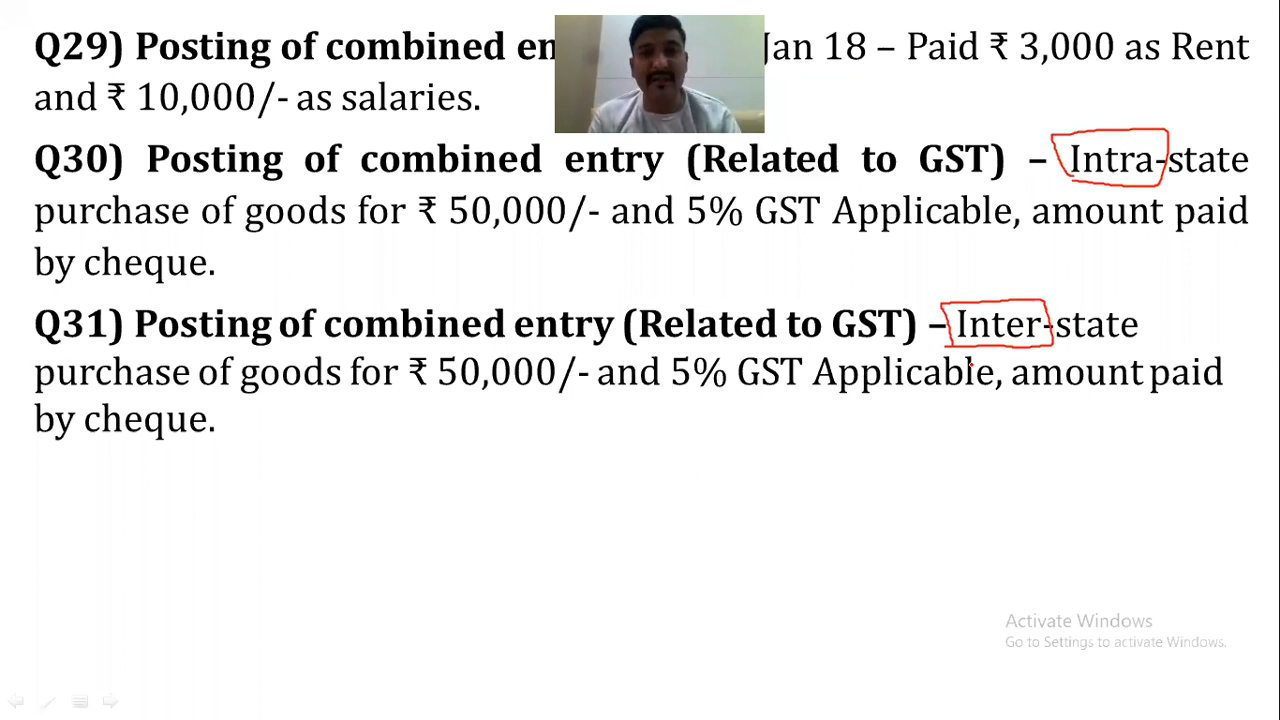 Q29) Posting of combined en Jan 18 – Paid ₹ 3,000 as Rent
and ₹ 10,000/- as salaries.
Q30) Posting of combined entry (Related to GST) – Intra-state
purchase of goods for ₹ 50,000/- and 5% GST Applicable, amount paid
by cheque.
Q31) Posting of combined entry (Related to GST) – Inter-state
purchase of goods for ₹ 50,000/- and 5% GST Applicable, amount paid
by cheque.
Activate Windows
Go to Settings to activate Windows.